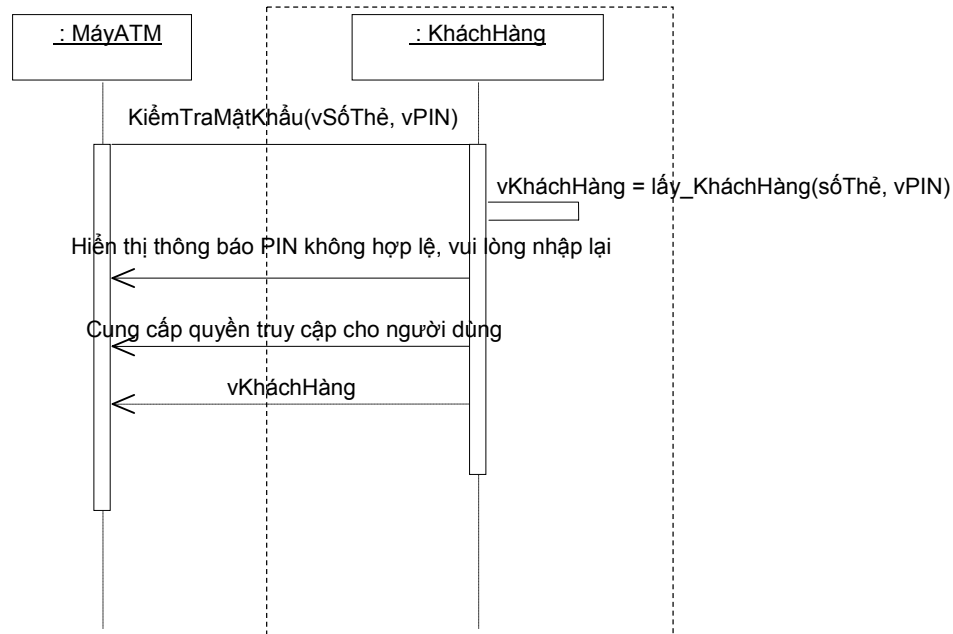 : MáyATM
: KháchHàng
KiểmTraMậtKhẩu(vSốThẻ, vPIN)
vKháchHàng = lấy_KháchHàng(sốThẻ, vPIN)
Hiển thị thông báo PIN không hợp lệ, vui lòng nhập lại
Cung cấp quyền truy cập cho người dùng
vKháchHàng